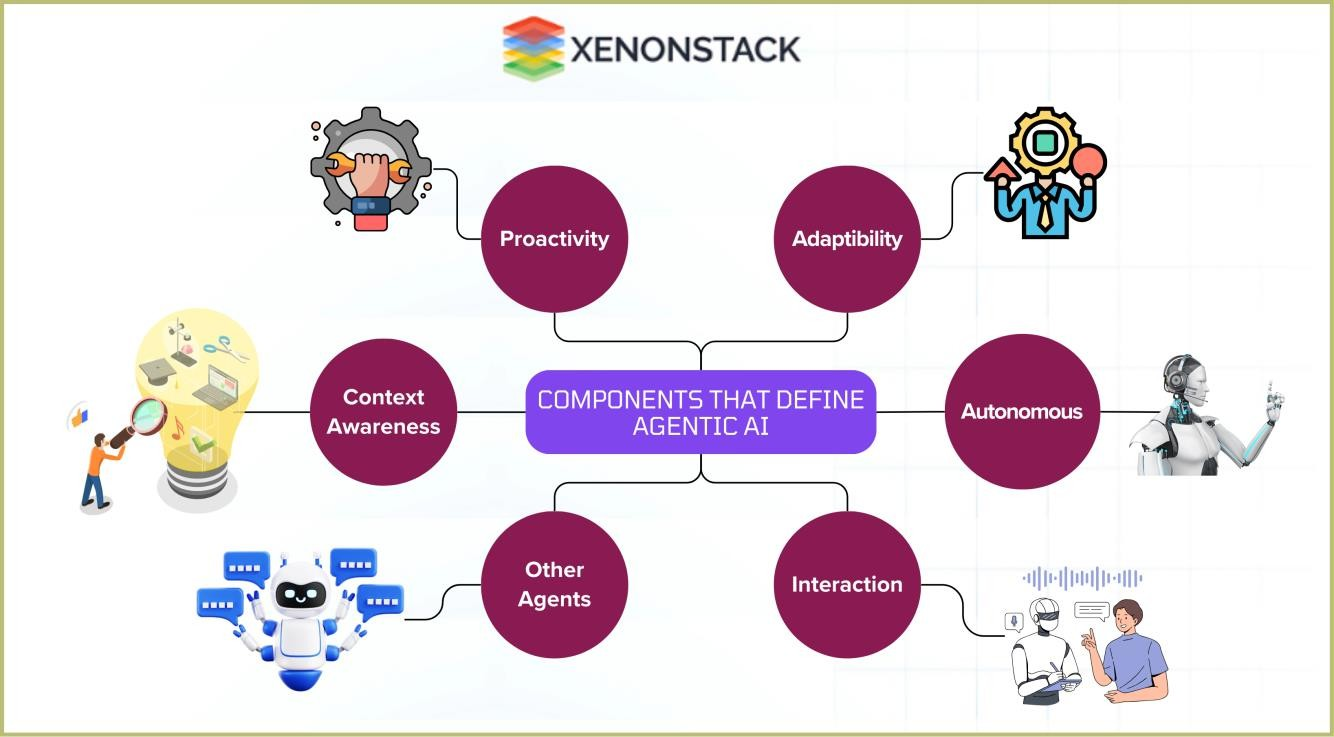 XENONSTACK
Proactivity
Adaptibility
Context
Awareness
COMPONENTS THAT DEFINE
AGENTIC AI
Autonomous
Other
Agents
Interaction